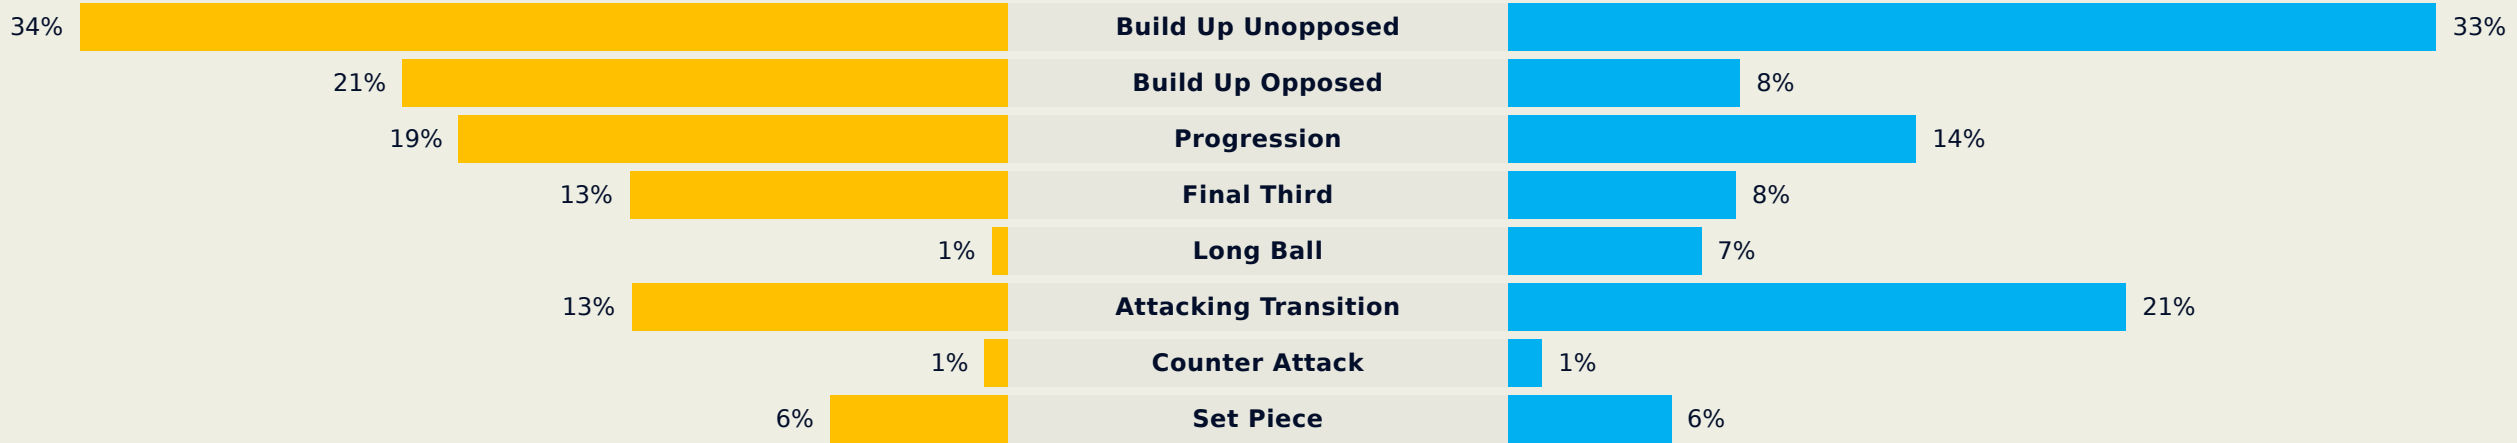 34% Build Up Unopposed 33%
21% Build Up Opposed 8%
19% Progression 14%
13% Final Third 8%
1% Long Ball 7%
13% Attacking Transition 21%
1% Counter Attack 1%
6% Set Piece 6%